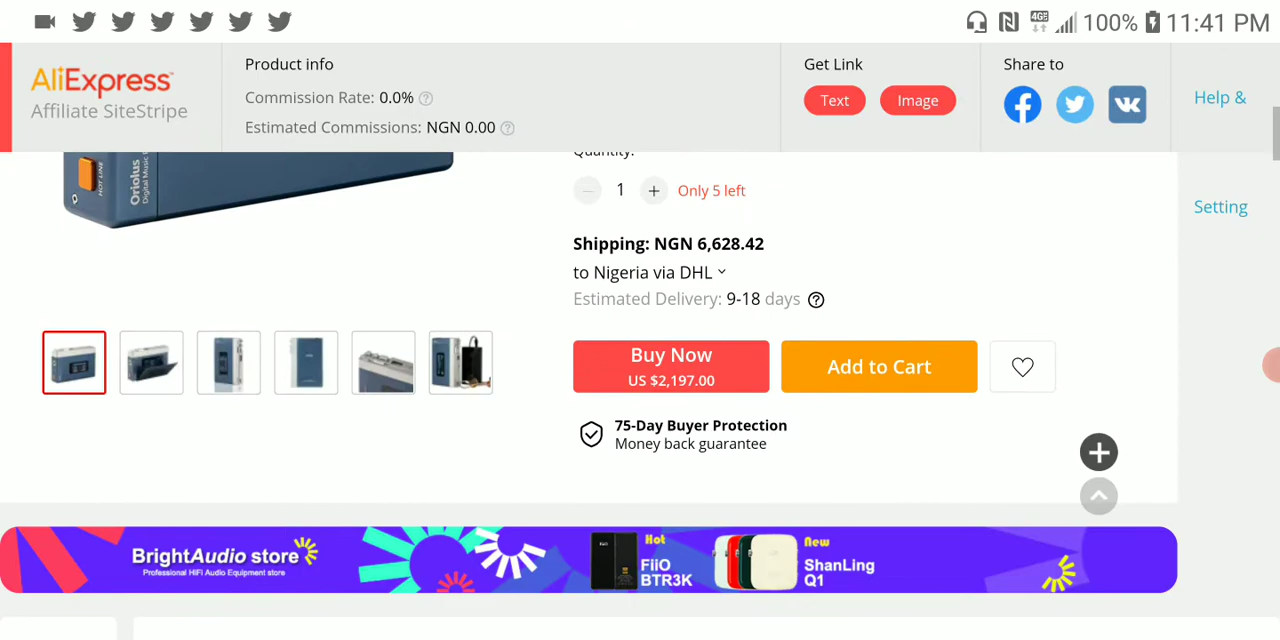 4GE 100% 11:41 PM
AliExpress
Affiliate SiteStripe
Product info
Commission Rate: 0.0% ?
Estimated Commissions: NGN 0.00 ?
Get Link
Text Image
Share to
Help &
Setting
HOT LINE
Oriolus
Digital Music
Quantity:
1 + Only 5 left
Shipping: NGN 6,628.42
to Nigeria via DHL
Estimated Delivery: 9-18 days ?
Buy Now
US $2,197.00
Add to Cart
75-Day Buyer Protection
Money back guarantee
BrightAudio store
Professional HIFI Audio Equipment store
Hot
FiiO
BTR3K
New
ShanLing
Q1